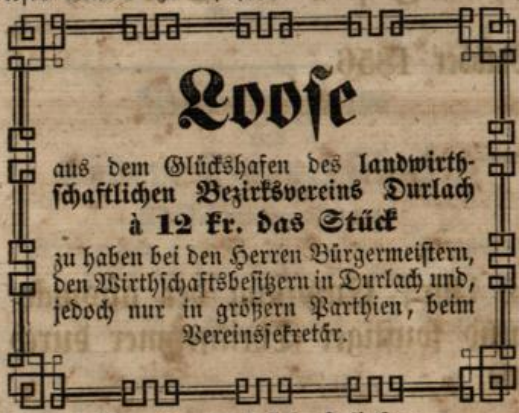 Loose
aus dem Glückshafen des landwirth-
schaftlichen Bezirksvereins Durlach
à 12 kr. das Stück
zu haben bei den Herren Bürgermeistern,
den Wirthschaftsbesitzern in Durlach und,
jedoch nur in größern Parthien, beim
Vereinssekretär.